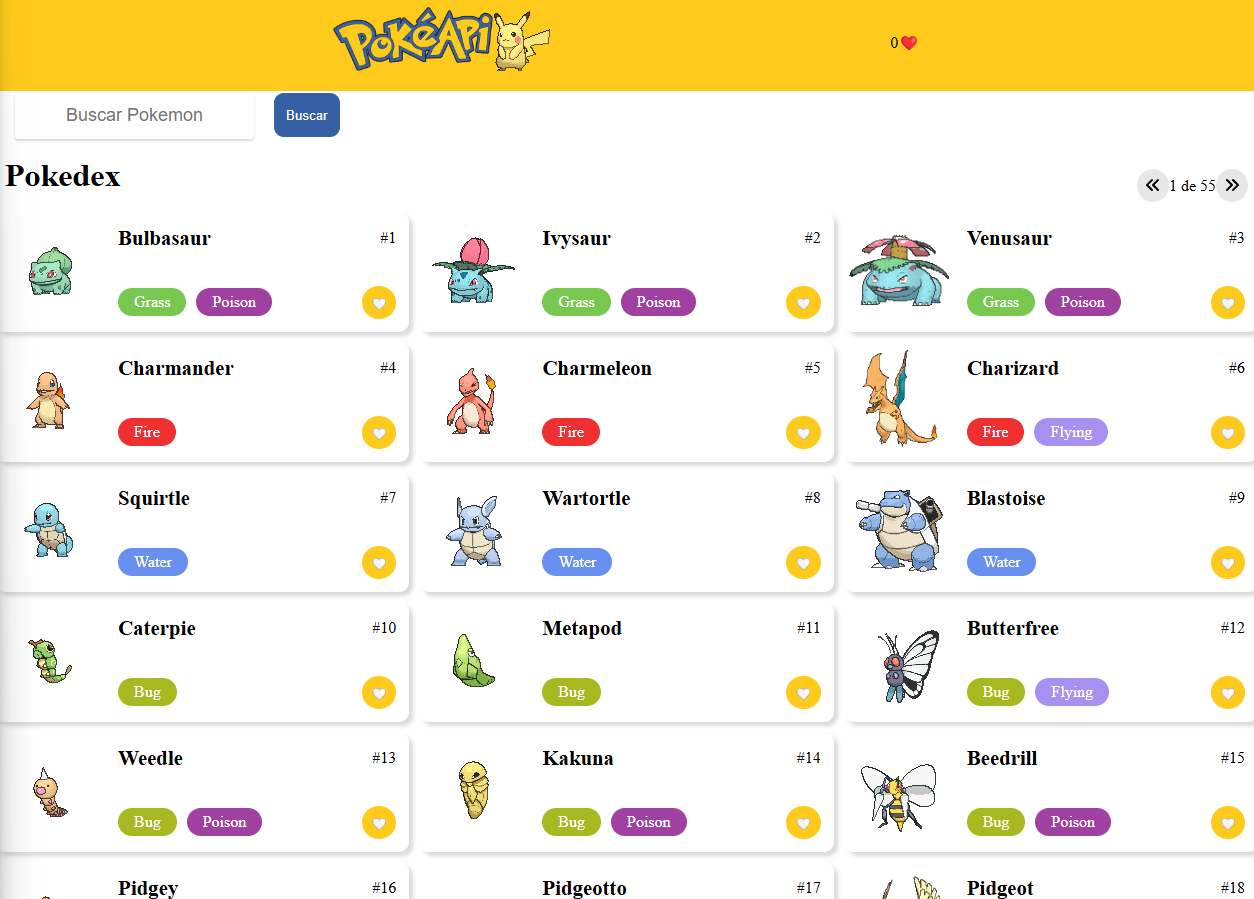 PokéApi
0
Buscar Pokemon
Buscar
Pokedex
« 1 de 55 »
Bulbasaur #1
Grass Poison
Ivysaur #2
Grass Poison
Venusaur #3
Grass Poison
Charmander #4
Fire
Charmeleon #5
Fire
Charizard #6
Fire Flying
Squirtle #7
Water
Wartortle #8
Water
Blastoise #9
Water
Caterpie #10
Bug
Metapod #11
Bug
Butterfree #12
Bug Flying
Weedle #13
Bug Poison
Kakuna #14
Bug Poison
Beedrill #15
Bug Poison
Pidgey #16
Pidgeotto #17
Pidgeot #18